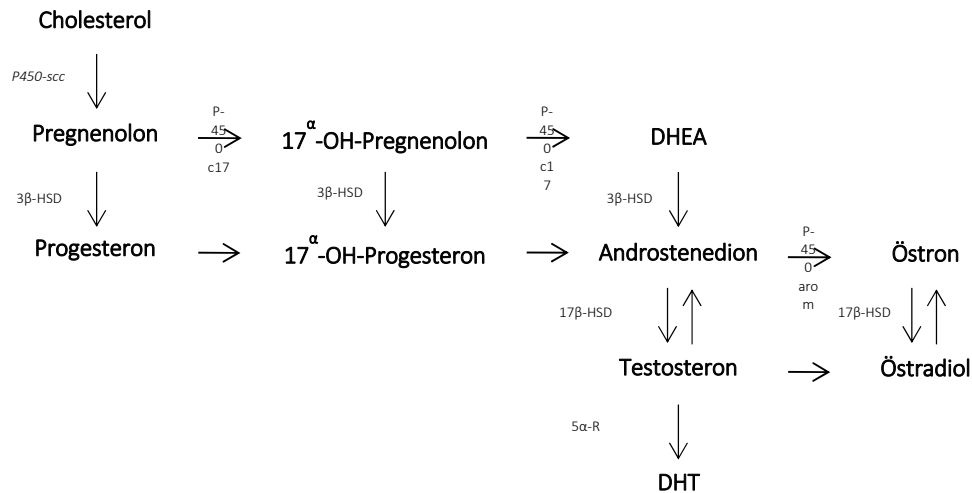 Cholesterol
P450-scc
Pregnenolon
P-
45
0
c17
17α-OH-Pregnenolon
P-
45
0
c1
7
DHEA
3β-HSD
3β-HSD
3β-HSD
Progesteron
17α-OH-Progesteron
Androstenedion
P-
45
0
aro
m
Östron
17β-HSD
17β-HSD
Testosteron
Östradiol
5α-R
DHT